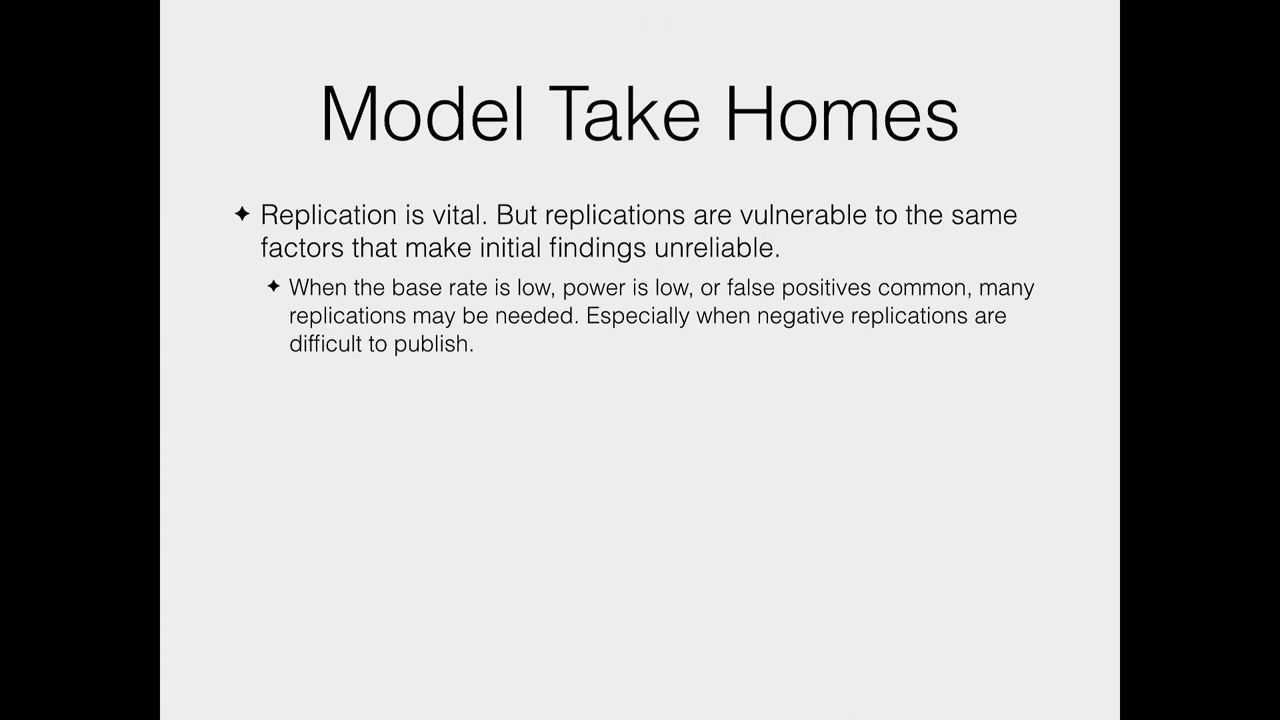 Model Take Homes
✦ Replication is vital. But replications are vulnerable to the same
factors that make initial findings unreliable.
✦ When the base rate is low, power is low, or false positives common, many
replications may be needed. Especially when negative replications are
difficult to publish.